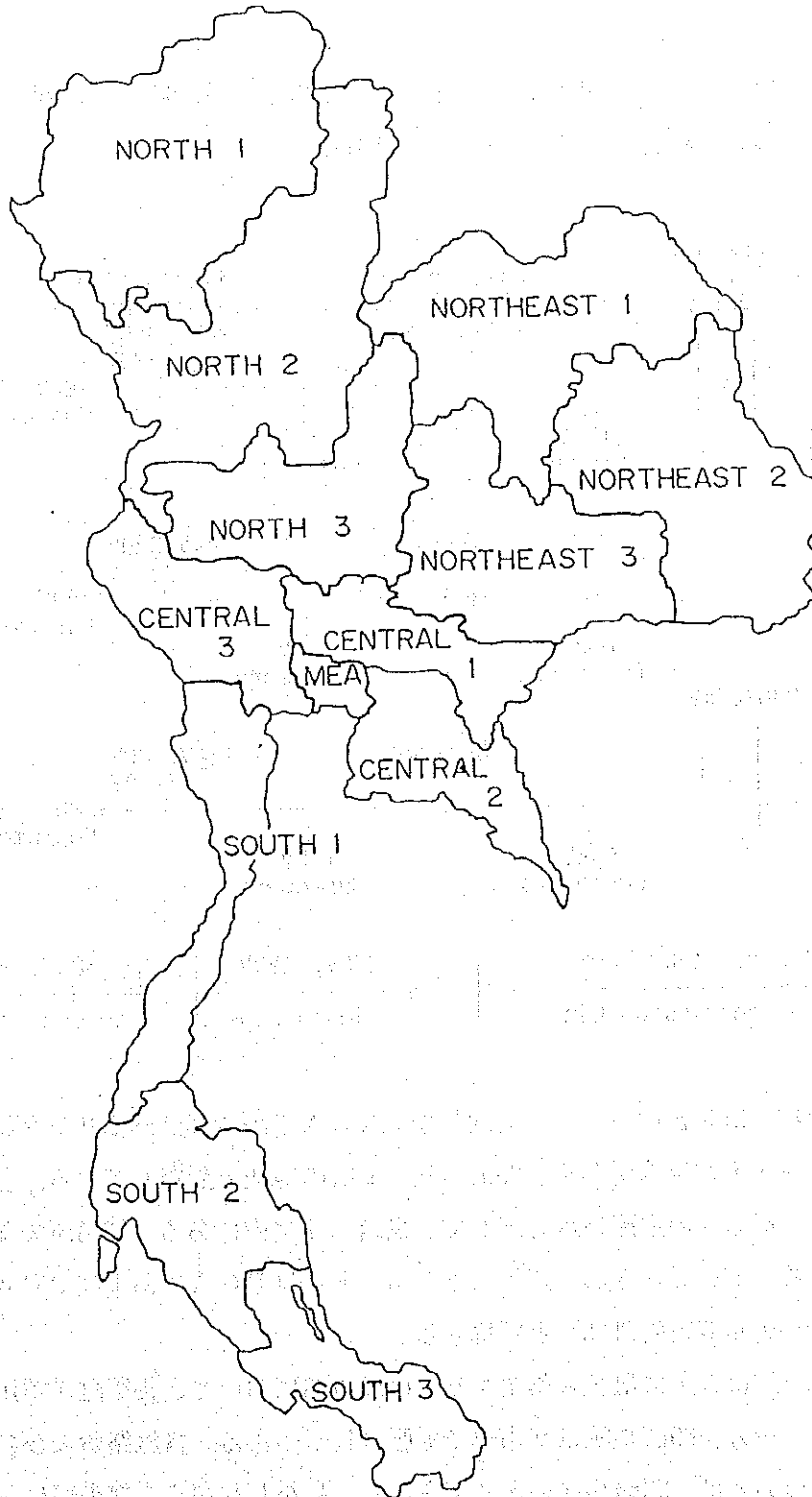 NORTH 1
NORTHEAST 1
NORTH 2
NORTHEAST 2
NORTH 3
NORTHEAST 3
CENTRAL
3
CENTRAL
1
MEA
CENTRAL
2
SOUTH 1
SOUTH 2
SOUTH 3